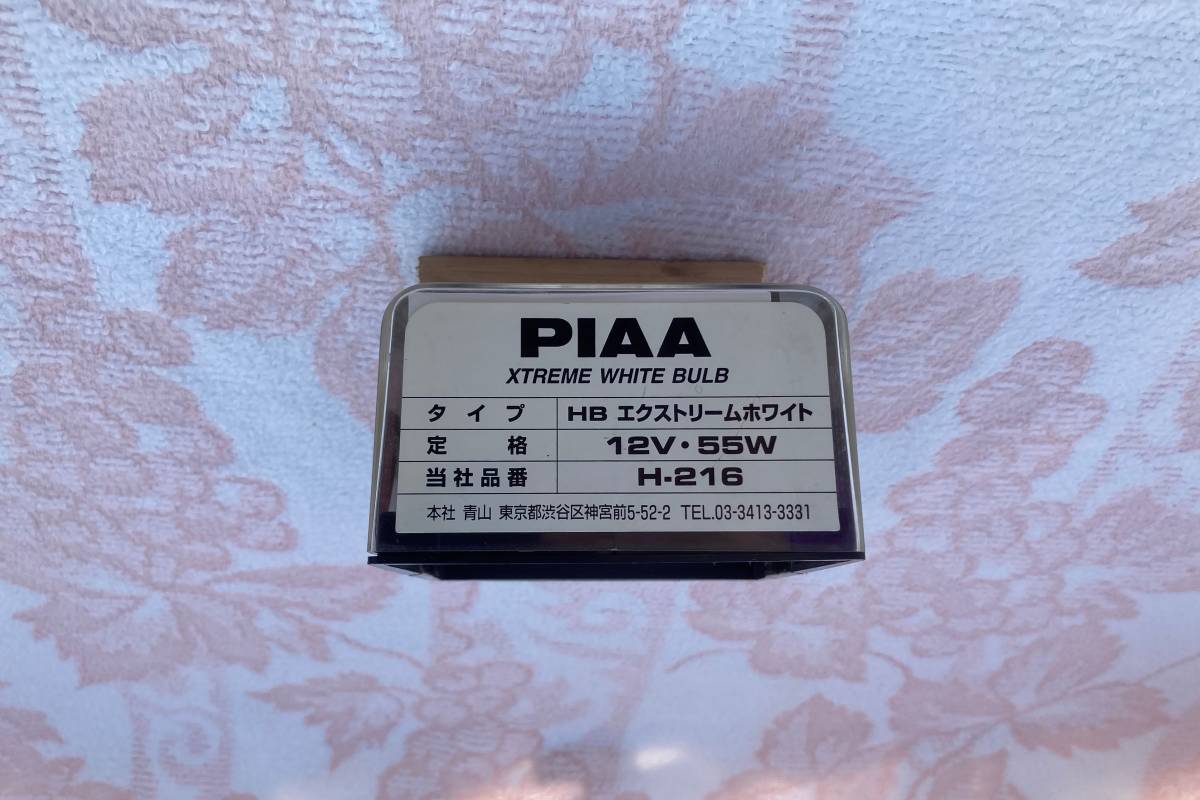 PIAA
XTREME WHITE BULB
タイプ HB エクストリームホワイト
定格 12V・55W
当社品番 H-216
本社 青山 東京都渋谷区神宮前5-52-2 TEL.03-3413-3331